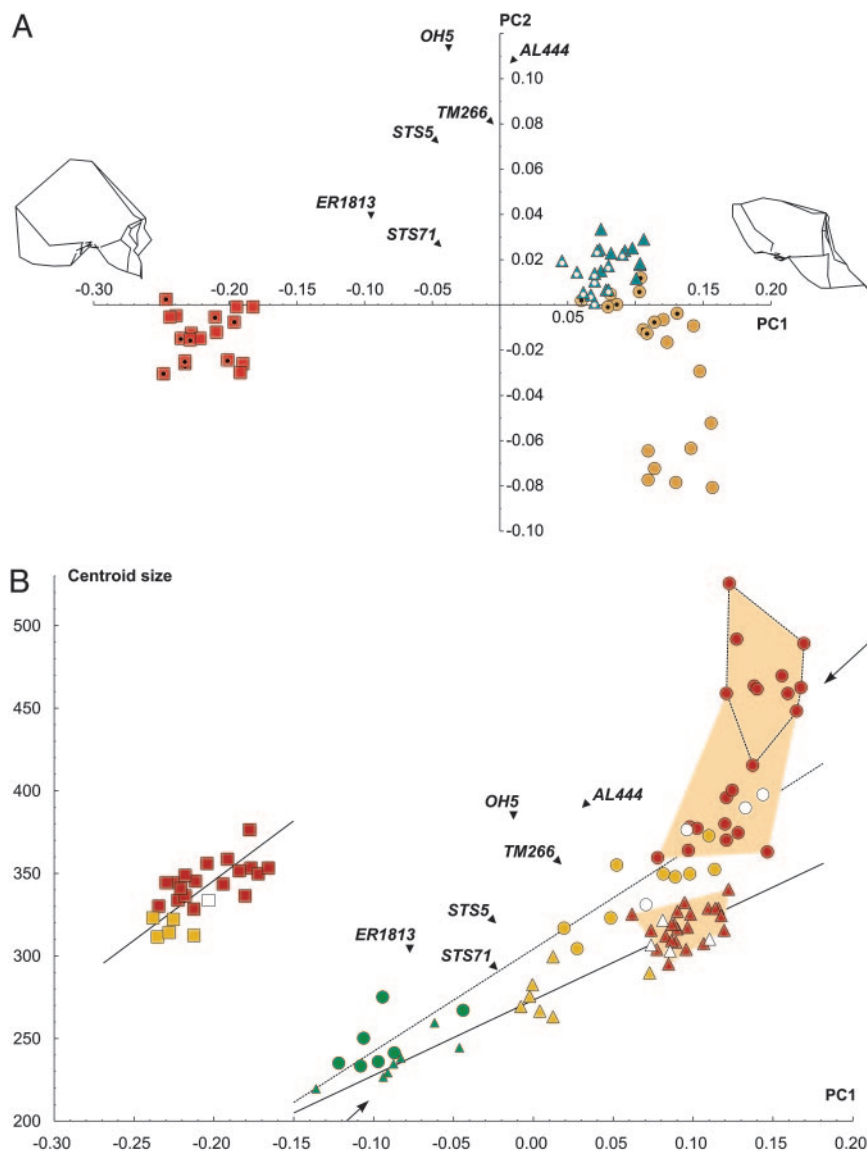 A
PC2
OH5
AL444
0.10
TM266
0.08
STS5
0.06
ER1813
0.04
STS71
0.02
-0.30 -0.20 -0.15 -0.10 -0.05 0.05 0.15 0.20
PC1
-0.02
-0.04
-0.06
-0.08
-0.10
B
Centroid size
500
450
400
OH5
AL444
350
TM266
STS5
300
ER1813
STS71
250
PC1
200
-0.30 -0.25 -0.20 -0.15 -0.10 -0.05 0.00 0.05 0.10 0.15 0.20